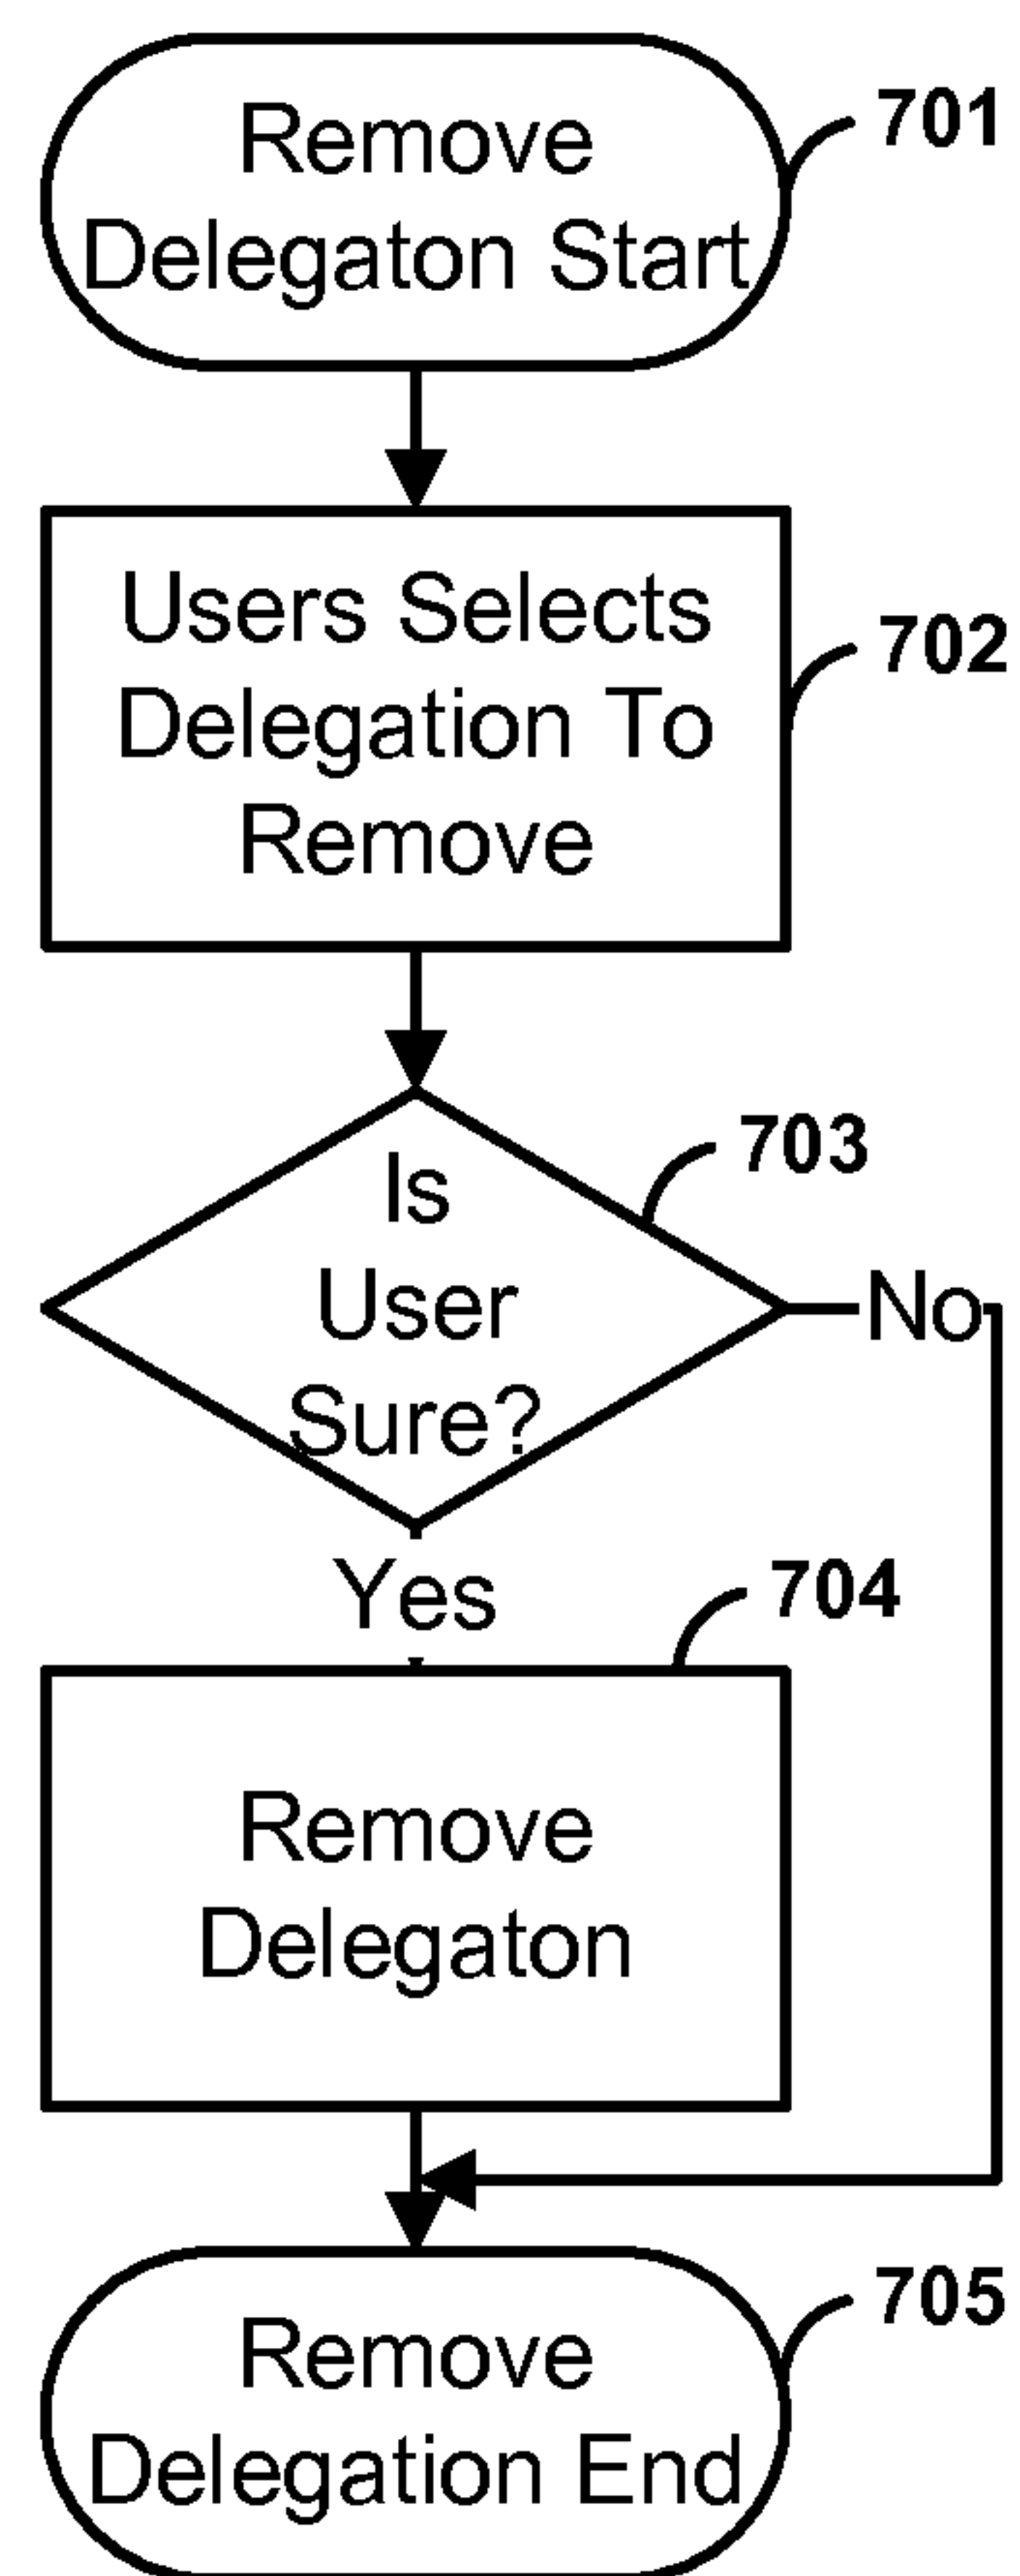 Remove
Delegaton Start
701
Users Selects
Delegation To
Remove
702
Is
User
Sure?
703
No
Yes
704
Remove
Delegaton
Remove
Delegation End
705